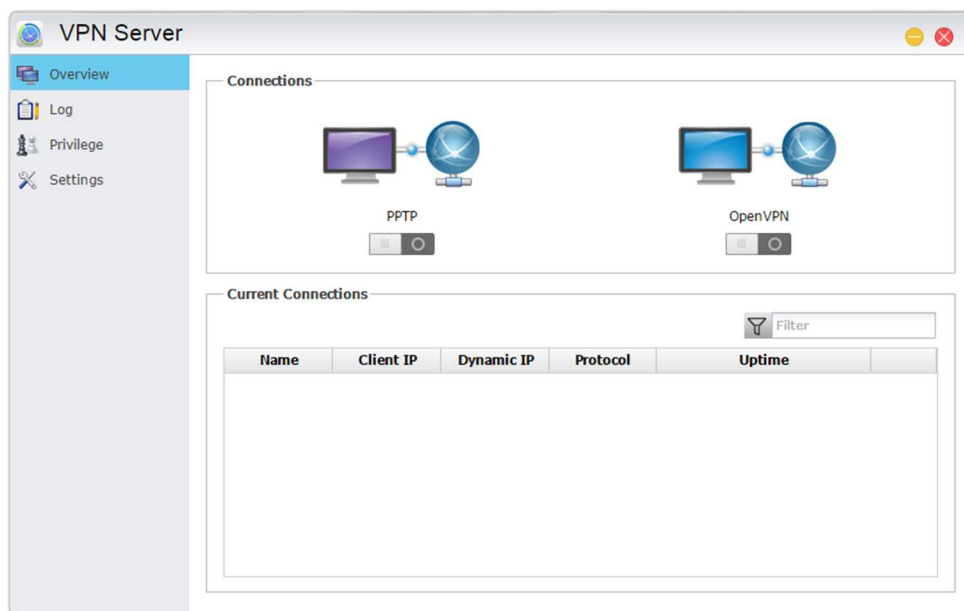 VPN Server
Overview
Log
Privilege
Settings
Connections
PPTP
OpenVPN
Current Connections
Filter
Name Client IP Dynamic IP Protocol Uptime